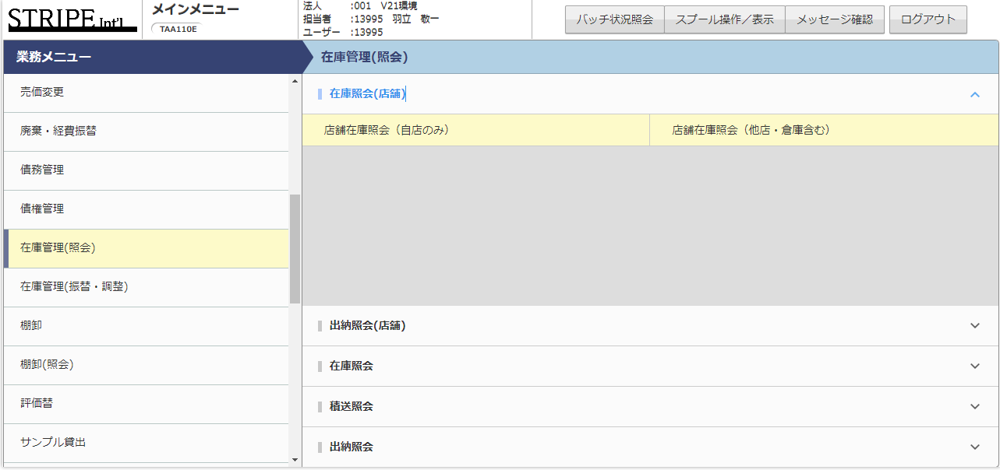 STRIPE Int'l
メインメニュー
TAA110E
法人 :001 V21環境
担当者 :13995 羽立 敬一
ユーザー :13995
バッチ状況照会
スプール操作／表示
メッセージ確認
ログアウト
業務メニュー
売価変更
廃棄・経費振替
債務管理
債権管理
在庫管理(照会)
在庫管理(振替・調整)
棚卸
棚卸(照会)
評価替
サンプル貸出
在庫管理(照会)
在庫照会(店舗)
店舗在庫照会（自店のみ）
店舗在庫照会（他店・倉庫含む）
出納照会(店舗)
在庫照会
積送照会
出納照会